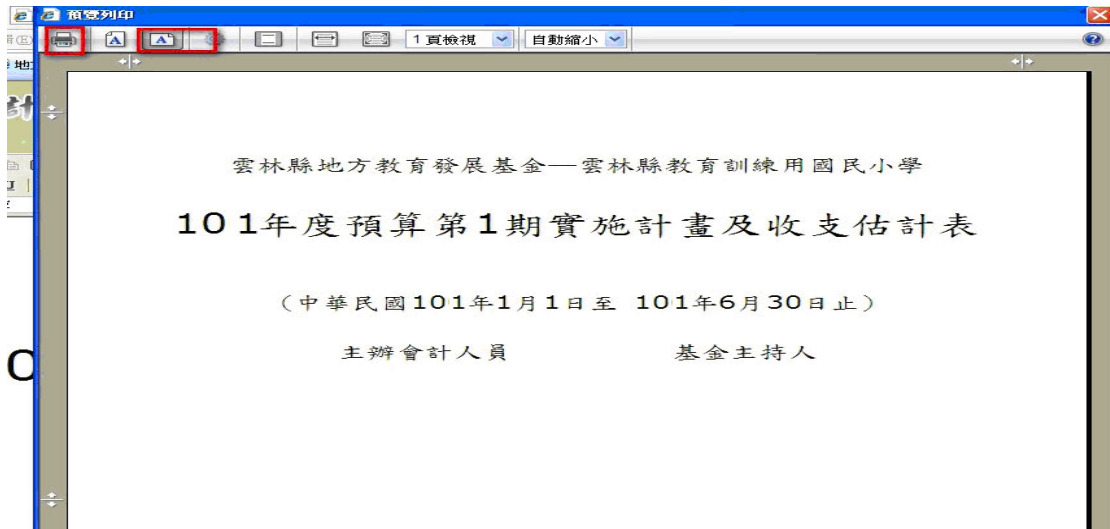 預覽列印
1 頁檢視
自動縮小
雲林縣地方教育發展基金—雲林縣教育訓練用國民小學
101年度預算第1期實施計畫及收支估計表
（中華民國101年1月1日至 101年6月30日止）
主辦會計人員 基金主持人